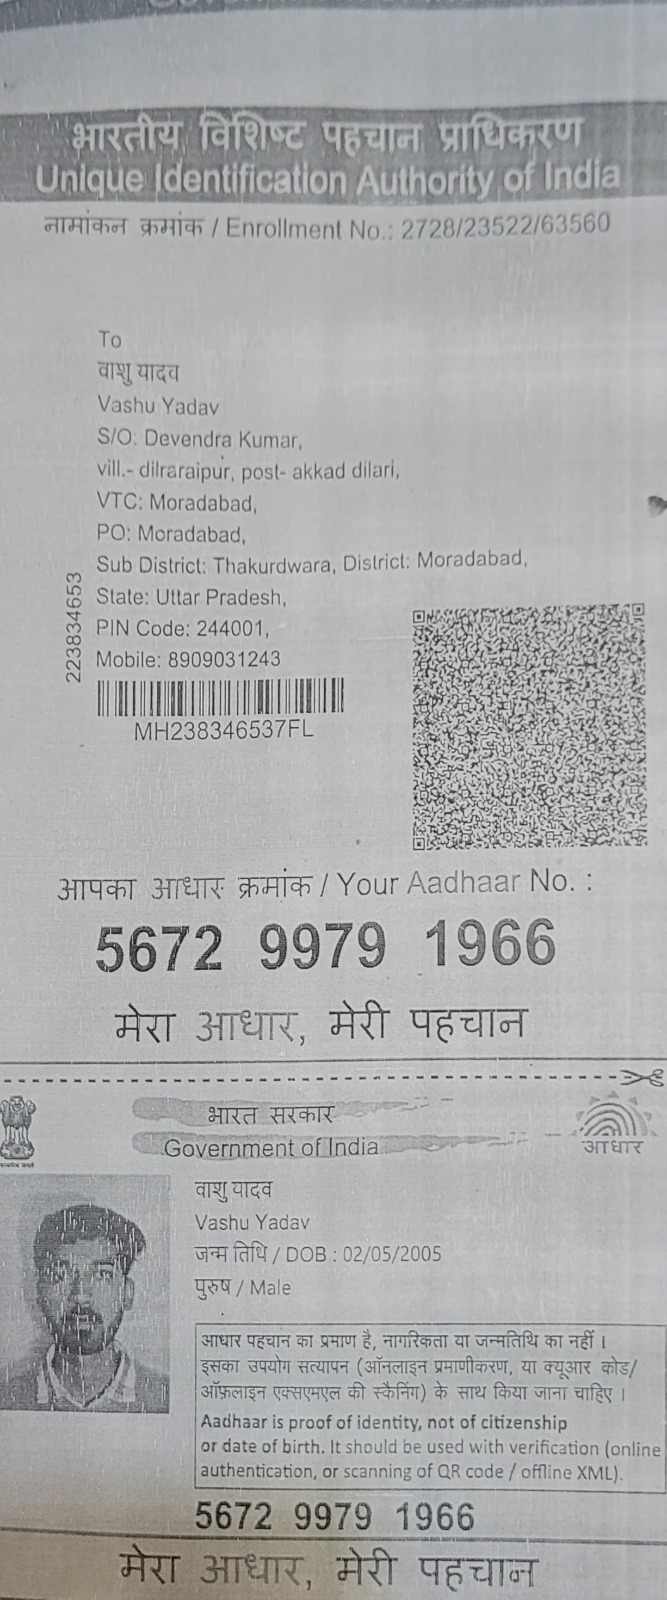 भारतीय विशिष्ट पहचान प्राधिकरण
Unique Identification Authority of India
नामांकन क्रमांक / Enrollment No.: 2728/23522/63560
To
वाशु यादव
Vashu Yadav
S/O: Devendra Kumar,
vill.- dilraraipur, post- akkad dilari,
VTC: Moradabad,
PO: Moradabad,
Sub District: Thakurdwara, District: Moradabad,
State: Uttar Pradesh,
PIN Code: 244001,
Mobile: 8909031243
223834653
MH238346537FL
आपका आधार क्रमांक / Your Aadhaar No. :
5672 9979 1966
मेरा आधार, मेरी पहचान
भारत सरकार
Government of India
आधार
वाशु यादव
Vashu Yadav
जन्म तिथि / DOB : 02/05/2005
पुरुष / Male
आधार पहचान का प्रमाण है, नागरिकता या जन्मतिथि का नहीं ।
इसका उपयोग सत्यापन (ऑनलाइन प्रमाणीकरण, या क्यूआर कोड/
ऑफ़लाइन एक्सएमएल की स्कैनिंग) के साथ किया जाना चाहिए ।
Aadhaar is proof of identity, not of citizenship
or date of birth. It should be used with verification (online
authentication, or scanning of QR code / offline XML).
5672 9979 1966
मेरा आधार, मेरी पहचान